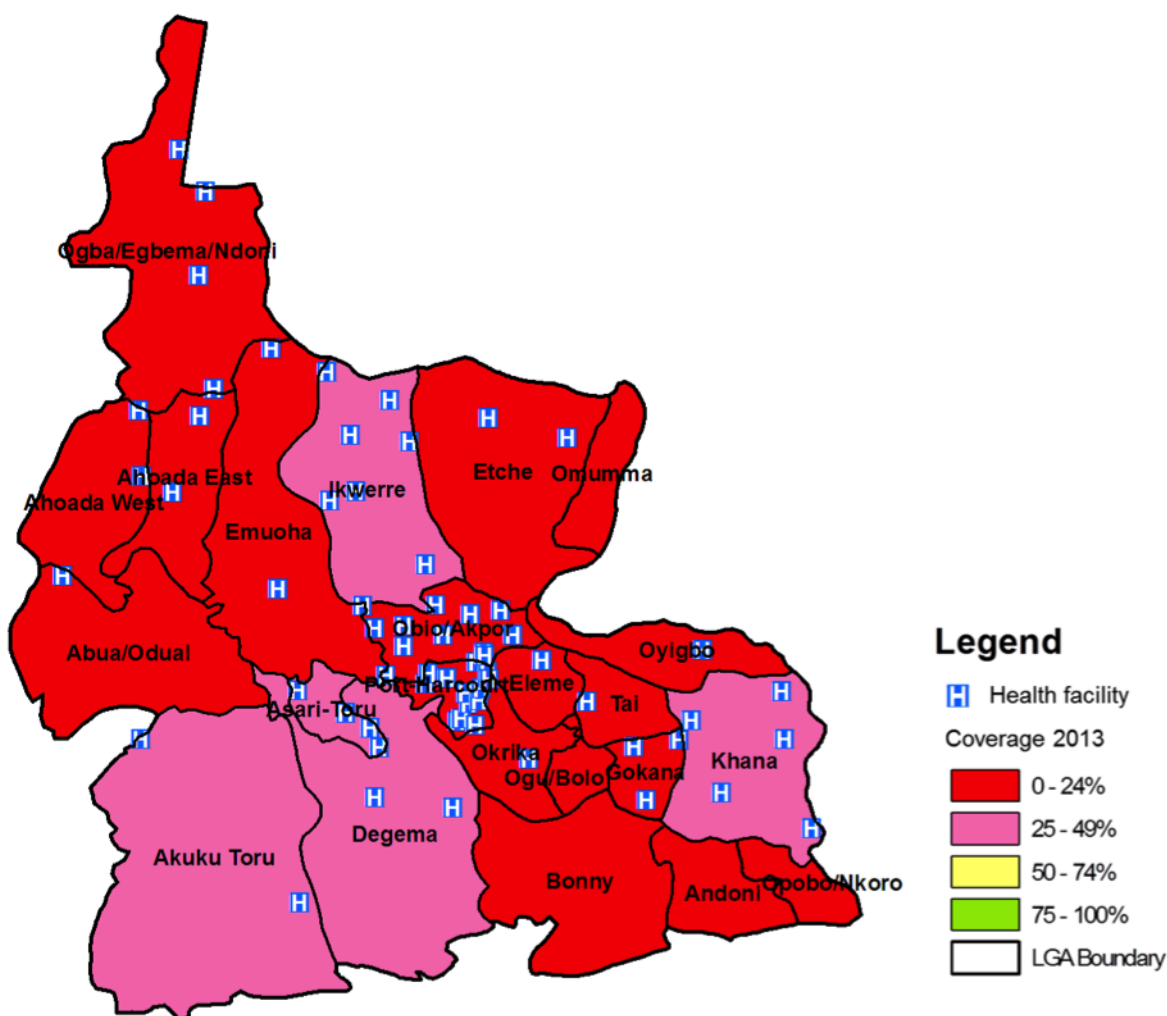 Ogba/Egbema/Ndoni
Ahoada East
Ahoada West
Ikwerre
Etche
Omumma
Emuoha
Abua/Odual
Obio/Akpor
Oyigbo
Port-Harcourt
Eleme
Tai
Asari-Toru
Okrika
Ogu/Bolo
Gokana
Khana
Degema
Akuku Toru
Bonny
Andoni
Opobo/Nkoro
Legend
H Health facility
Coverage 2013
0 - 24%
25 - 49%
50 - 74%
75 - 100%
LGA Boundary